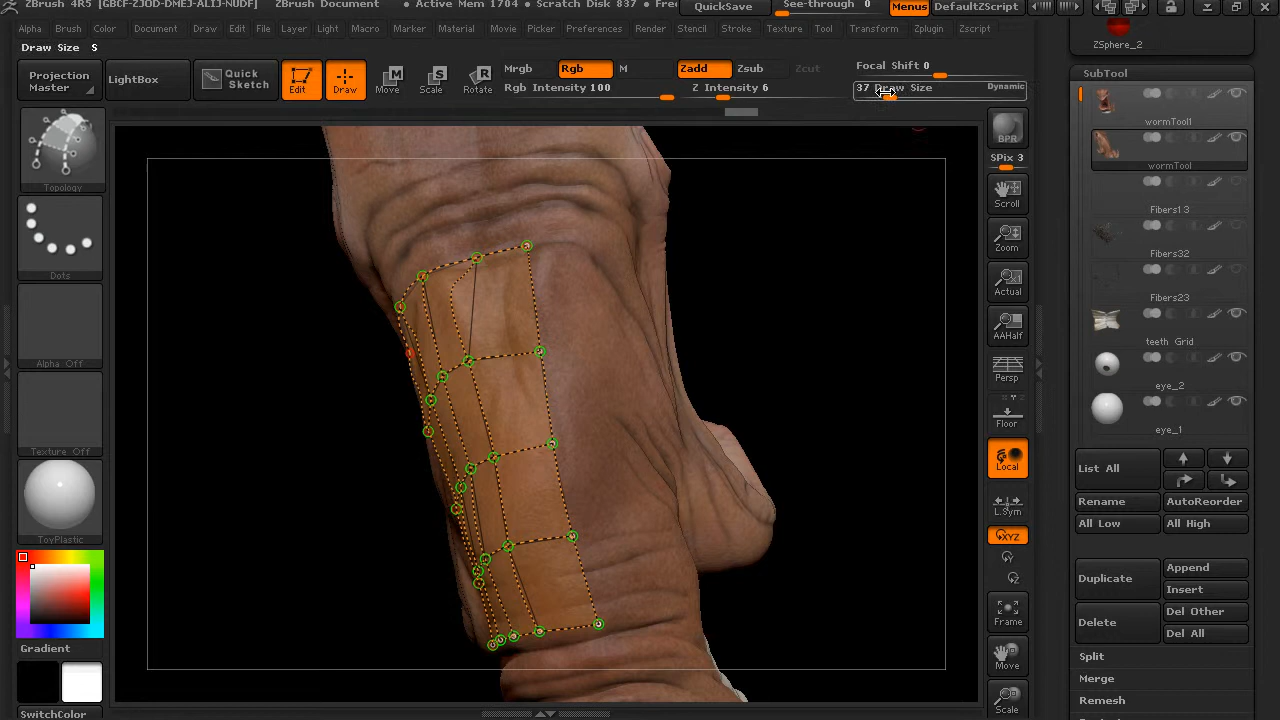 ZBrush 4R5 [GBCF-ZJOD-DMEJ-ALIJ-NUDF] ZBrush Document • Active Mem 1704 • Scratch Disk 837 • Free QuickSave See-through 0 Menus DefaultZScript
Alpha Brush Color Document Draw Edit File Layer Light Macro Marker Material Movie Picker Preferences Render Stencil Stroke Texture Tool Transform Zplugin Zscript
Draw Size S
Projection Master
LightBox
Quick Sketch
Edit
Draw
Move
Scale
Rotate
Mrgb Rgb M
Rgb Intensity 100
Zadd Zsub Zcut
Z Intensity 6
Focal Shift 0
37 Draw Size Dynamic
Topology
Dots
Alpha Off
Texture Off
ToyPlastic
Gradient
SwitchColor
BPR
SPix 3
Scroll
Zoom
Actual
AAHalf
Persp
Floor
Local
L.Sym
XYZ
Frame
Move
Scale
ZSphere_2
SubTool
wormTool1
wormTool
Fibers13
Fibers32
Fibers23
teeth_Grid
eye_2
eye_1
List All
Rename AutoReorder
All Low All High
Duplicate Append
Insert
Delete Del Other
Del All
Split
Merge
Remesh